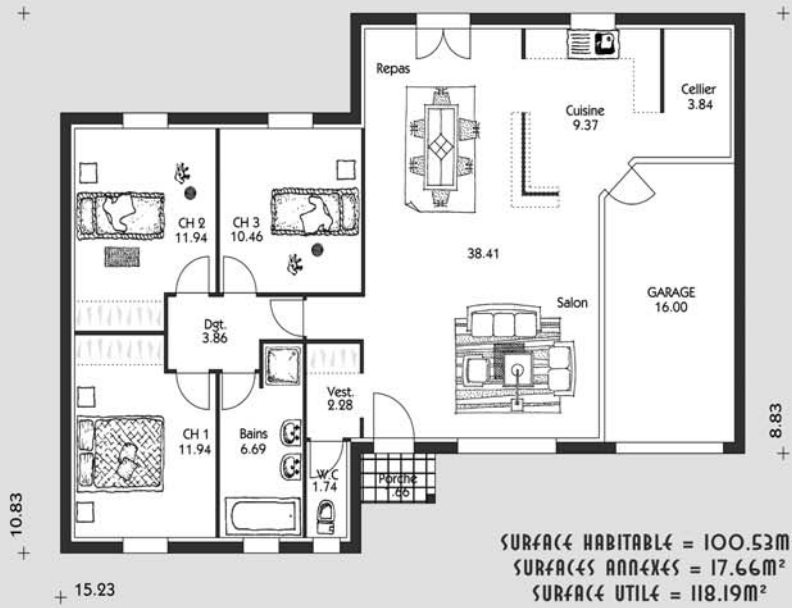 Repas
Cellier
3.84
Cuisine
9.37
CH 2
11.94
CH 3
10.46
38.41
GARAGE
16.00
Salon
Dgt.
3.86
Vest.
2.28
CH 1
11.94
Bains
6.69
W.C
1.74
Porche
.66
8.83
10.83
15.23
SURFACE HABITABLE = 100.53M
SURFACES ANNEXES = 17.66M²
SURFACE UTILE = 118.19M²